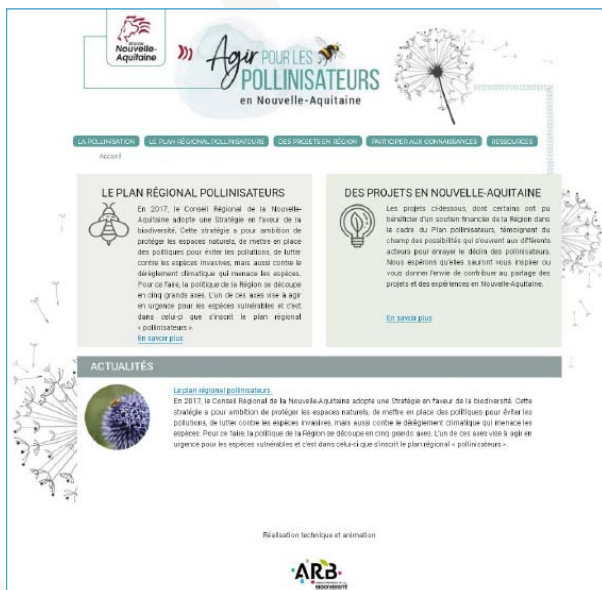 RÉGION
Nouvelle-
Aquitaine
Agir POUR LES
POLLINISATEURS
en Nouvelle-Aquitaine
LA POLLINISATION
LE PLAN RÉGIONAL POLLINISATEURS
DES PROJETS EN RÉGION
PARTICIPER AUX CONNAISSANCES
RESSOURCES
Accueil
LE PLAN RÉGIONAL POLLINISATEURS
En 2017, le Conseil Régional de la Nouvelle-
Aquitaine adopte une Stratégie en faveur de la
biodiversité. Cette stratégie a pour ambition de
protéger les espaces naturels, de mettre en place
des politiques pour éviter les pollutions, de lutter
contre les espèces invasives, mais aussi contre le
dérèglement climatique qui menace les espèces.
Pour ce faire, la politique de la Région se découpe
en cinq grands axes. L'un de ces axes vise à agir
en urgence pour les espèces vulnérables et c'est
dans celui-ci que s'inscrit le plan régional
« pollinisateurs ».
En savoir plus
DES PROJETS EN NOUVELLE-AQUITAINE
Les projets ci-dessous, dont certains ont pu
bénéficier d'un soutien financier de la Région dans
le cadre du Plan pollinisateurs, témoignent du
champ des possibilités qui s'ouvrent aux différents
acteurs pour enrayer le déclin des pollinisateurs.
Nous espérons qu'elles sauront vous inspirer ou
vous donner l'envie de contribuer au partage des
projets et des expériences en Nouvelle-Aquitaine.
En savoir plus
ACTUALITÉS
Le plan régional pollinisateurs
En 2017, le Conseil Régional de la Nouvelle-Aquitaine adopte une Stratégie en faveur de la biodiversité. Cette
stratégie a pour ambition de protéger les espaces naturels, de mettre en place des politiques pour éviter les
pollutions, de lutter contre les espèces invasives, mais aussi contre le dérèglement climatique qui menace les
espèces. Pour ce faire, la politique de la Région se découpe en cinq grands axes. L'un de ces axes vise à agir en
urgence pour les espèces vulnérables et c'est dans celui-ci que s'inscrit le plan régional « pollinisateurs ».
Réalisation technique et animation
ARB
BIODIVERSITÉ